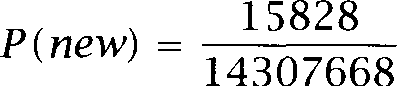 P(new) = 15828 / 14307668